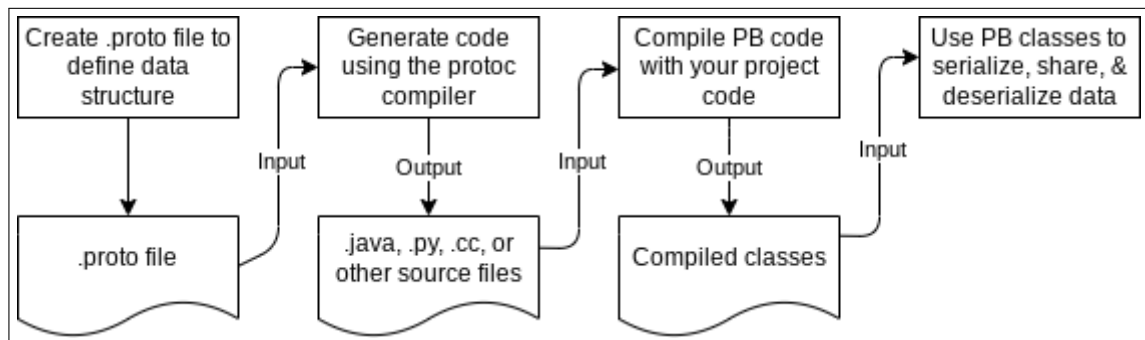 Create .proto file to
define data
structure
Generate code
using the protoc
compiler
Compile PB code
with your project
code
Use PB classes to
serialize, share, &
deserialize data
Input
Output
Input
Output
Input
.proto file
.java, .py, .cc, or
other source files
Compiled classes